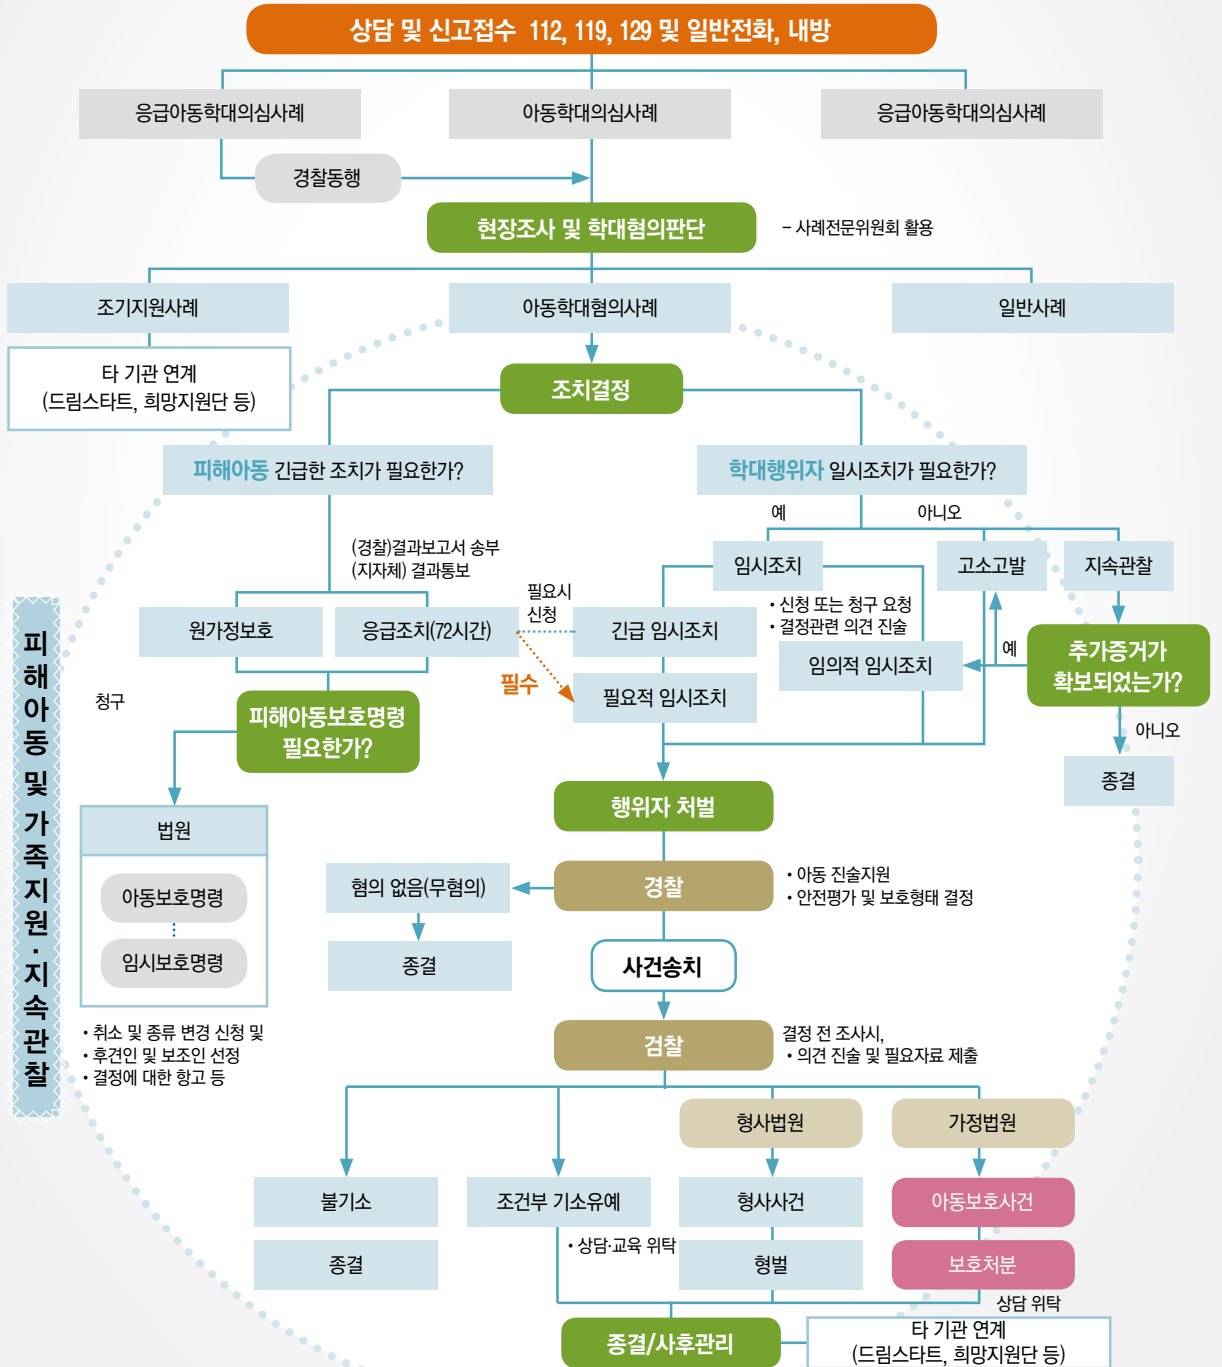 상담 및 신고접수 112, 119, 129 및 일반전화, 내방
응급아동학대의심사례
아동학대의심사례
응급아동학대의심사례
경찰동행
현장조사 및 학대혐의판단
– 사례전문위원회 활용
조기지원사례
아동학대혐의사례
일반사례
타 기관 연계
(드림스타트, 희망지원단 등)
조치결정
피해아동 긴급한 조치가 필요한가?
학대행위자 일시조치가 필요한가?
예
아니오
(경찰)결과보고서 송부
(지자체) 결과통보
임시조치
고소고발
지속관찰
필요시
신청
• 신청 또는 청구 요청
• 결정관련 의견 진술
원가정보호
응급조치(72시간)
긴급 임시조치
임의적 임시조치
예
추가증거가
확보되었는가?
필수
필요적 임시조치
청구
피해아동보호명령
필요한가?
아니오
종결
피해아동 및 가족지원·지속관찰
법원
아동보호명령
임시보호명령
• 취소 및 종류 변경 신청 및
• 후견인 및 보조인 선정
• 결정에 대한 항고 등
행위자 처벌
혐의 없음(무혐의)
경찰
• 아동 진술지원
• 안전평가 및 보호형태 결정
종결
사건송치
검찰
결정 전 조사시,
• 의견 진술 및 필요자료 제출
형사법원
가정법원
불기소
조건부 기소유예
형사사건
아동보호사건
• 상담·교육 위탁
종결
형벌
보호처분
상담 위탁
종결/사후관리
타 기관 연계
(드림스타트, 희망지원단 등)